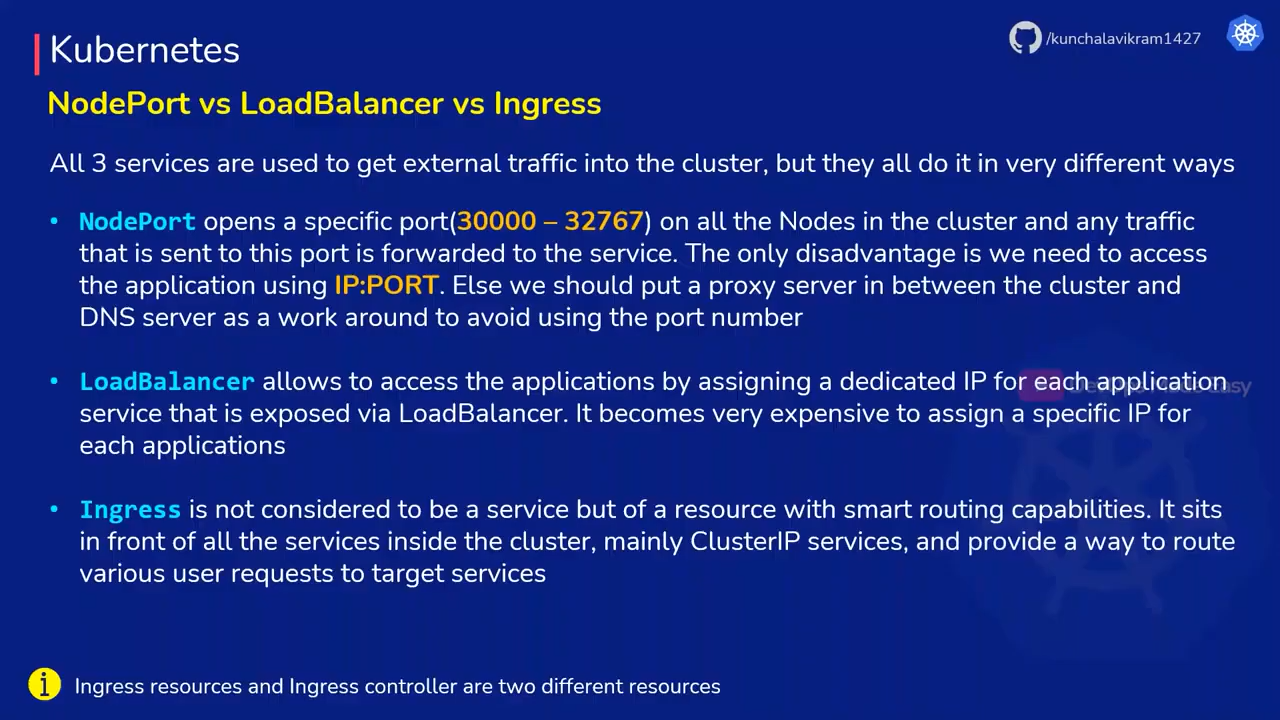 Kubernetes
/kunchalavikram1427
NodePort vs LoadBalancer vs Ingress
All 3 services are used to get external traffic into the cluster, but they all do it in very different ways
• NodePort opens a specific port(30000 – 32767) on all the Nodes in the cluster and any traffic
that is sent to this port is forwarded to the service. The only disadvantage is we need to access
the application using IP:PORT. Else we should put a proxy server in between the cluster and
DNS server as a work around to avoid using the port number
• LoadBalancer allows to access the applications by assigning a dedicated IP for each application
service that is exposed via LoadBalancer. It becomes very expensive to assign a specific IP for
each applications
DevOps Made Easy
• Ingress is not considered to be a service but of a resource with smart routing capabilities. It sits
in front of all the services inside the cluster, mainly ClusterIP services, and provide a way to route
various user requests to target services
i Ingress resources and Ingress controller are two different resources